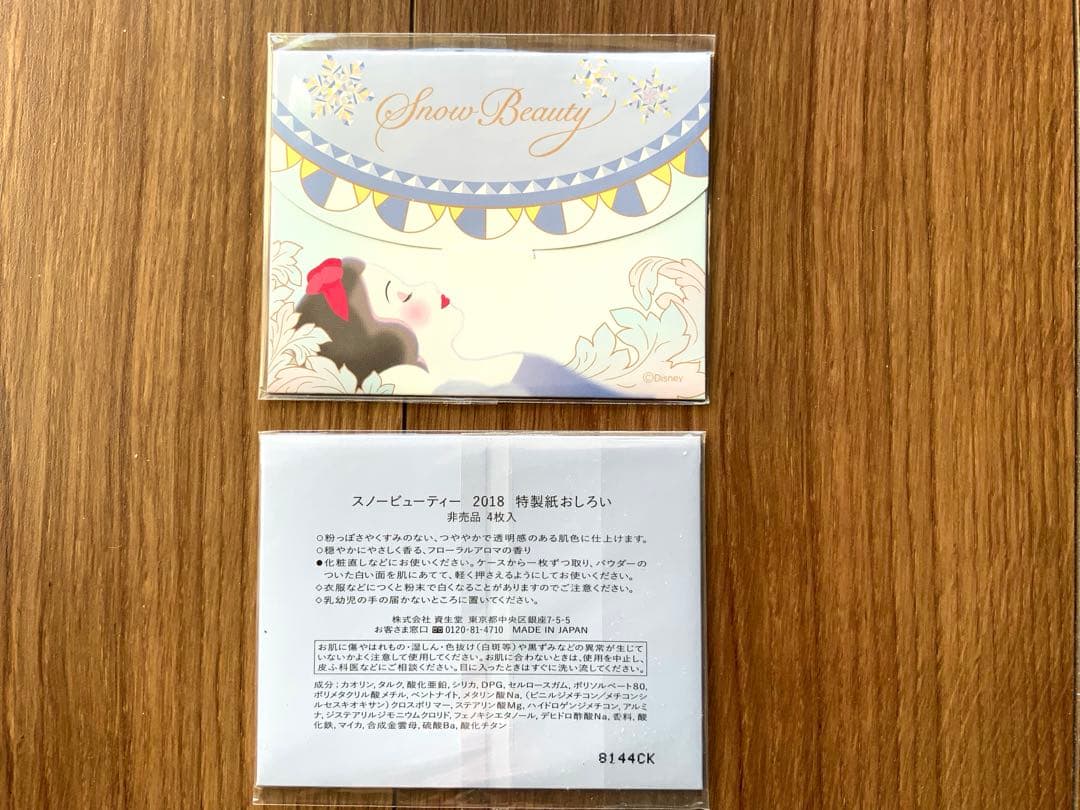 Snow Beauty
©Disney
スノービューティー 2018 特製紙おしろい
非売品 4枚入
○粉っぽさやくすみのない、つややかで透明感のある肌色に仕上げます。
○穏やかにやさしく香る、フローラルアロマの香り
●化粧直しなどにお使いください。ケースから一枚ずつ取り、パウダーの
ついた白い面を肌にあてて、軽く押さえるようにしてお使いください。
◇衣服などにつくと粉末で白くなることがありますのでご注意ください。
◇乳幼児の手の届かないところに置いてください。
株式会社 資生堂 東京都中央区銀座7-5-5
お客さま窓口 0120-81-4710 MADE IN JAPAN
お肌に傷やはれもの・湿しん・色抜け(白斑等)や黒ずみなどの異常が生じて
いないかよく注意して使用してください。お肌に合わないときは、使用を中止し、
皮ふ科医などにご相談ください。目に入ったときはすぐに洗い流してください。
成分;カオリン,タルク,酸化亜鉛,シリカ,DPG,セルロースガム,ポリソルベート80,
ポリメタクリル酸メチル,ベントナイト,メタリン酸Na,(ビニルジメチコン/メチコンシ
ルセスキオキサン)クロスポリマー,ステアリン酸Mg,ハイドロゲンジメチコン,アルミ
ナ,ジステアリルジモニウムクロリド,フェノキシエタノール,デヒドロ酢酸Na,香料,酸
化鉄,マイカ,合成金雲母,硫酸Ba,酸化チタン
8144CK